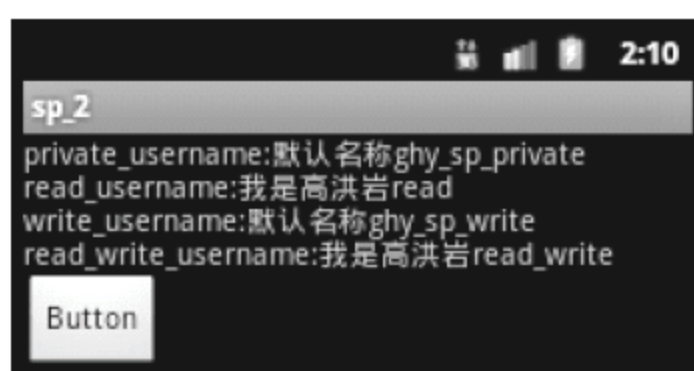 2:10
sp_2
private_username:默认名称ghy_sp_private
read_username:我是高洪岩read
write_username:默认名称ghy_sp_write
read_write_username:我是高洪岩read_write
Button